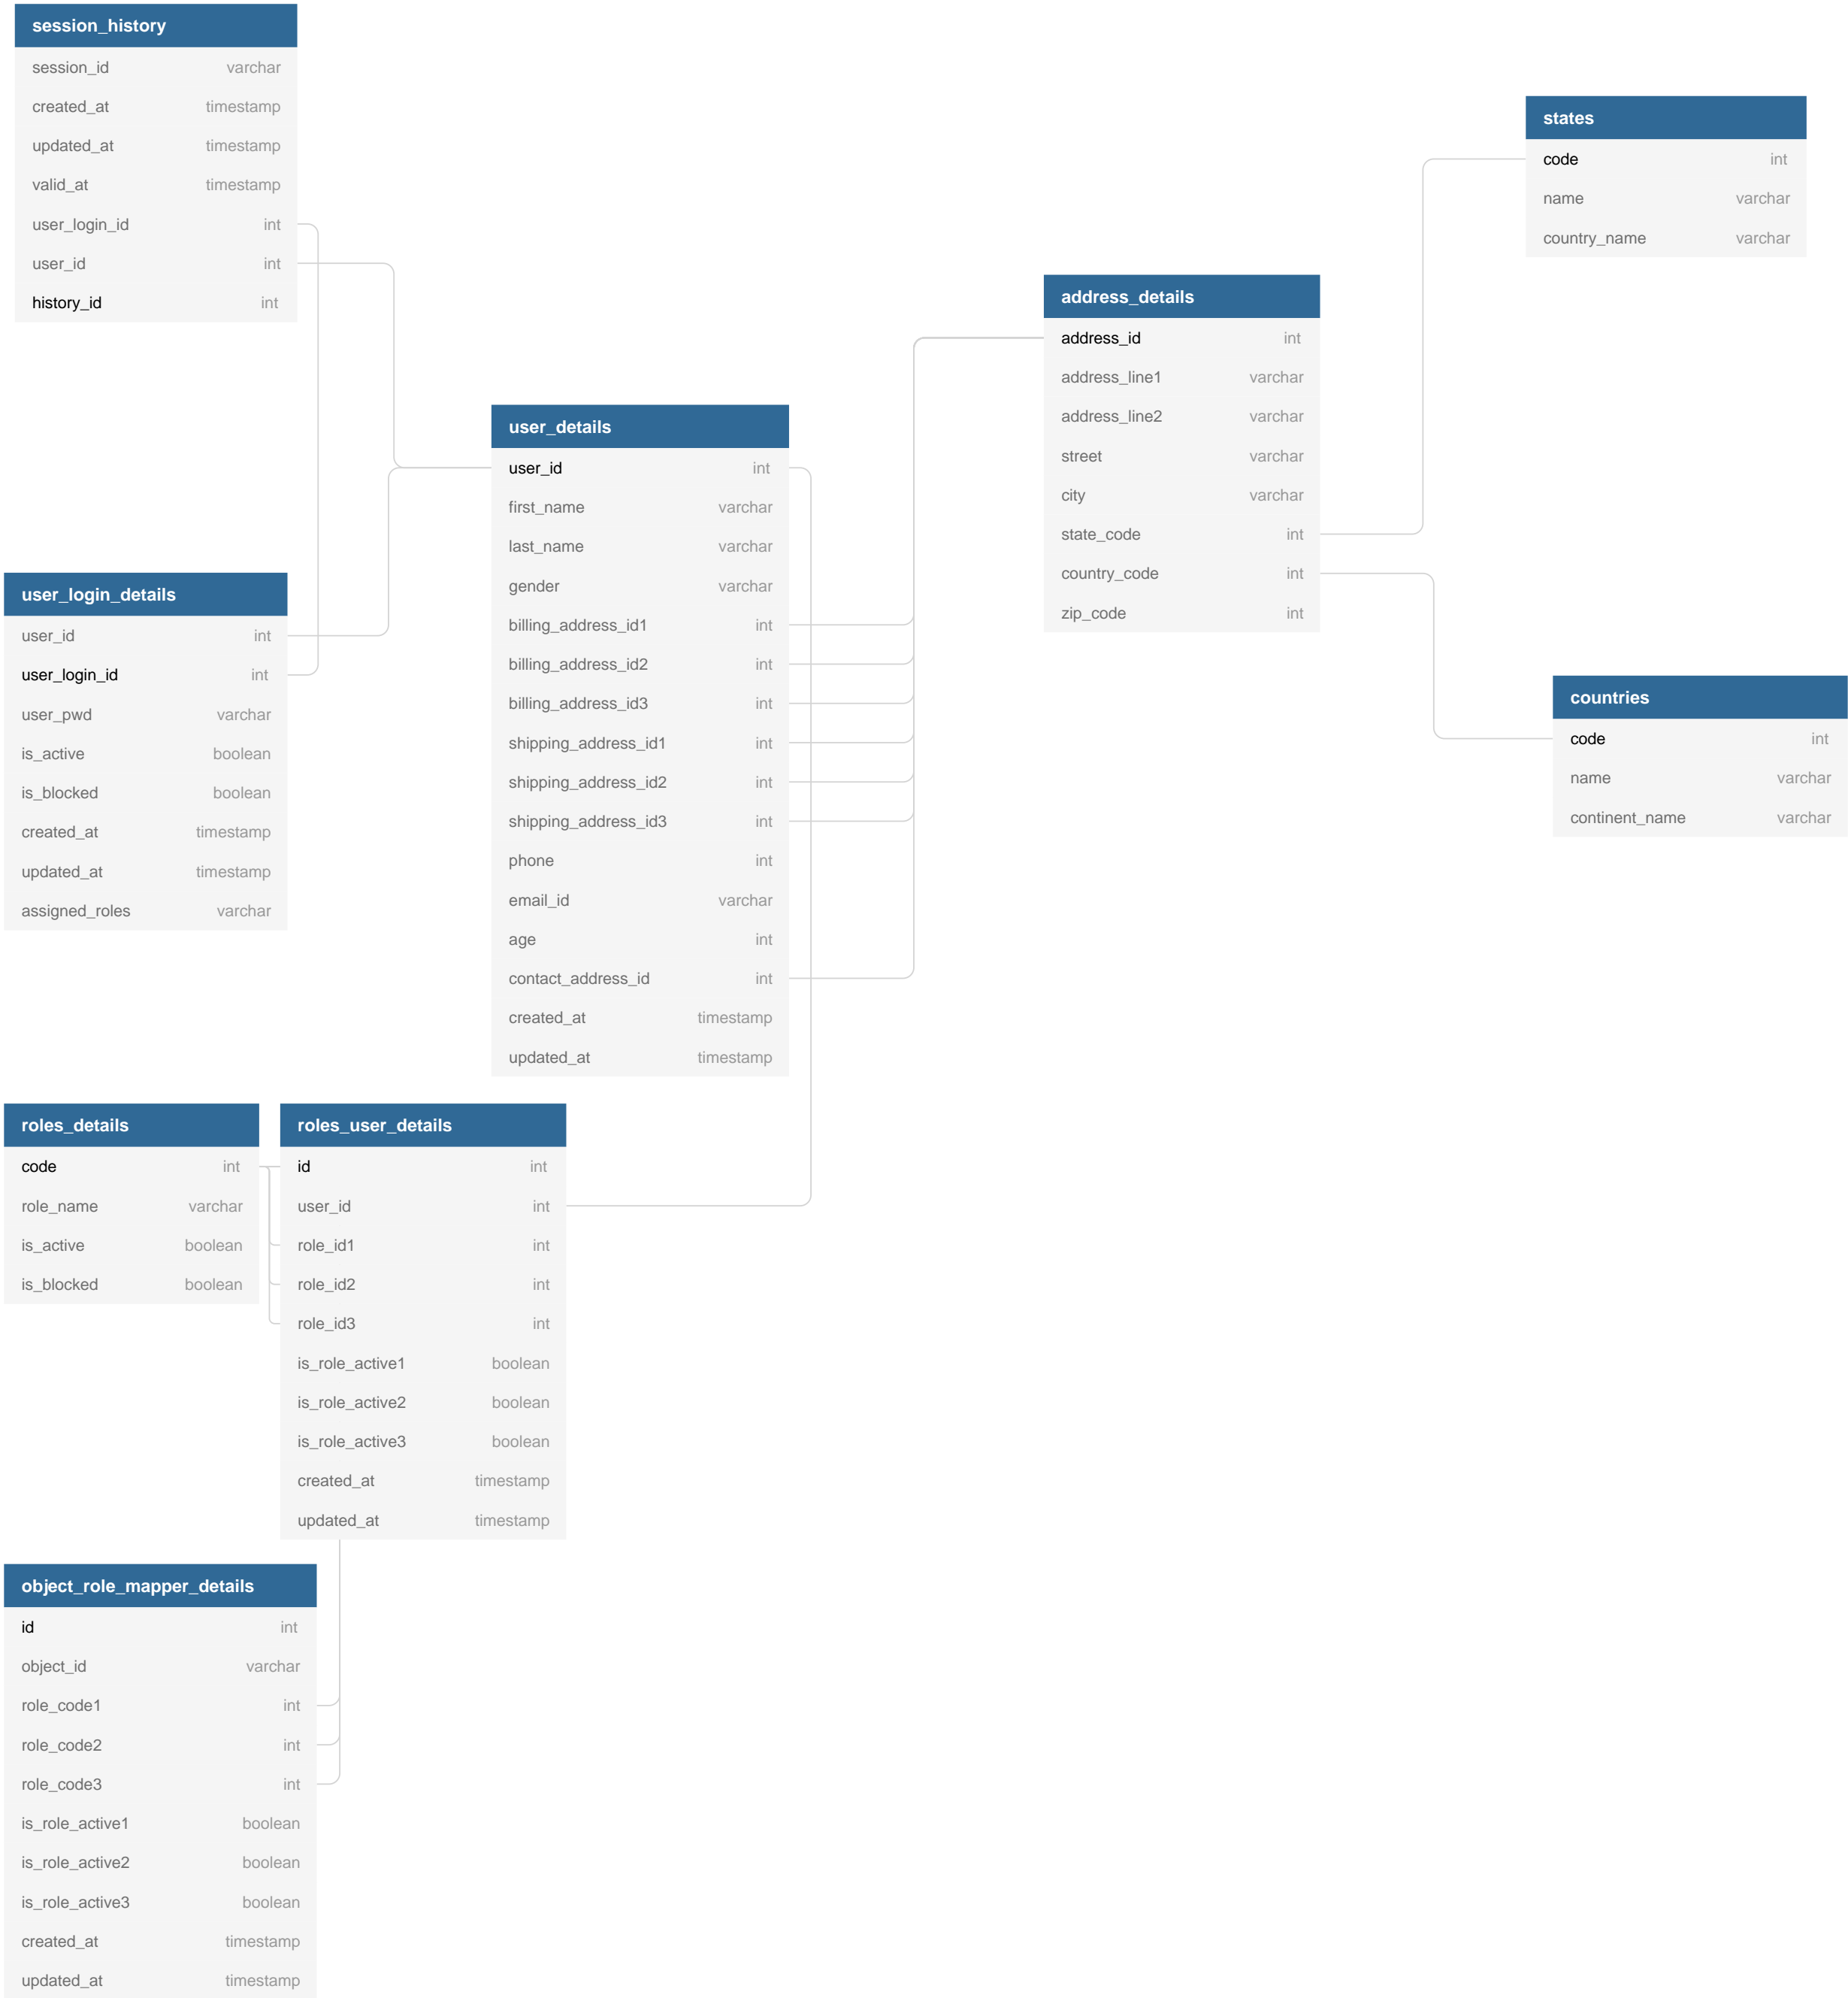 session_history
session_id varchar
created_at timestamp
updated_at timestamp
valid_at timestamp
user_login_id int
user_id int
history_id int
states
code int
name varchar
country_name varchar
address_details
address_id int
address_line1 varchar
address_line2 varchar
street varchar
city varchar
state_code int
country_code int
zip_code int
user_details
user_id int
first_name varchar
last_name varchar
gender varchar
billing_address_id1 int
billing_address_id2 int
billing_address_id3 int
shipping_address_id1 int
shipping_address_id2 int
shipping_address_id3 int
phone int
email_id varchar
age int
contact_address_id int
created_at timestamp
updated_at timestamp
user_login_details
user_id int
user_login_id int
user_pwd varchar
is_active boolean
is_blocked boolean
created_at timestamp
updated_at timestamp
assigned_roles varchar
countries
code int
name varchar
continent_name varchar
roles_details
code int
role_name varchar
is_active boolean
is_blocked boolean
roles_user_details
id int
user_id int
role_id1 int
role_id2 int
role_id3 int
is_role_active1 boolean
is_role_active2 boolean
is_role_active3 boolean
created_at timestamp
updated_at timestamp
object_role_mapper_details
id int
object_id varchar
role_code1 int
role_code2 int
role_code3 int
is_role_active1 boolean
is_role_active2 boolean
is_role_active3 boolean
created_at timestamp
updated_at timestamp